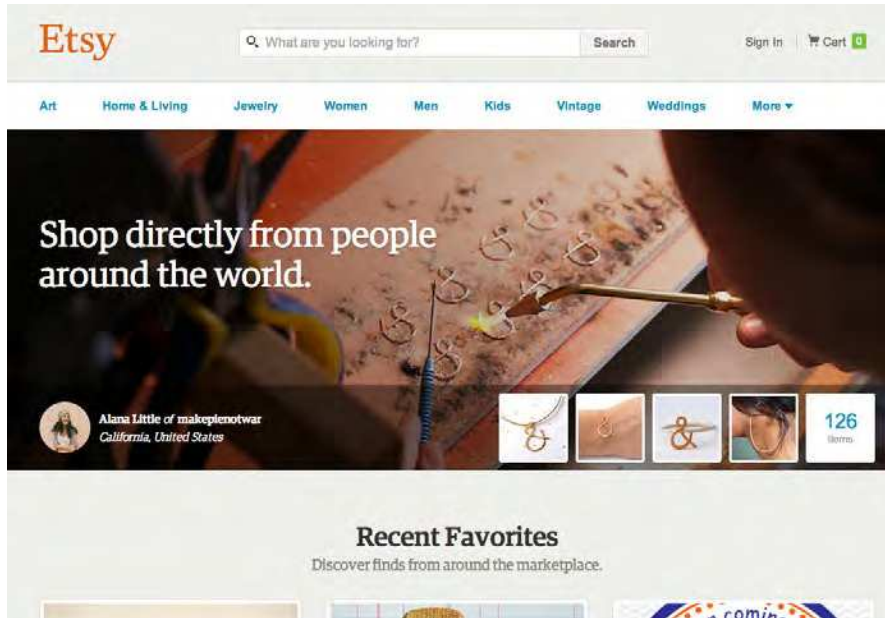 Etsy
What are you looking for?
Search
Sign In
Cart 0
Art Home & Living Jewelry Women Men Kids Vintage Weddings More
Shop directly from people
around the world.
Alana Little of makepienotwar
California, United States
& & &
126
items
Recent Favorites
Discover finds from around the marketplace.
coming